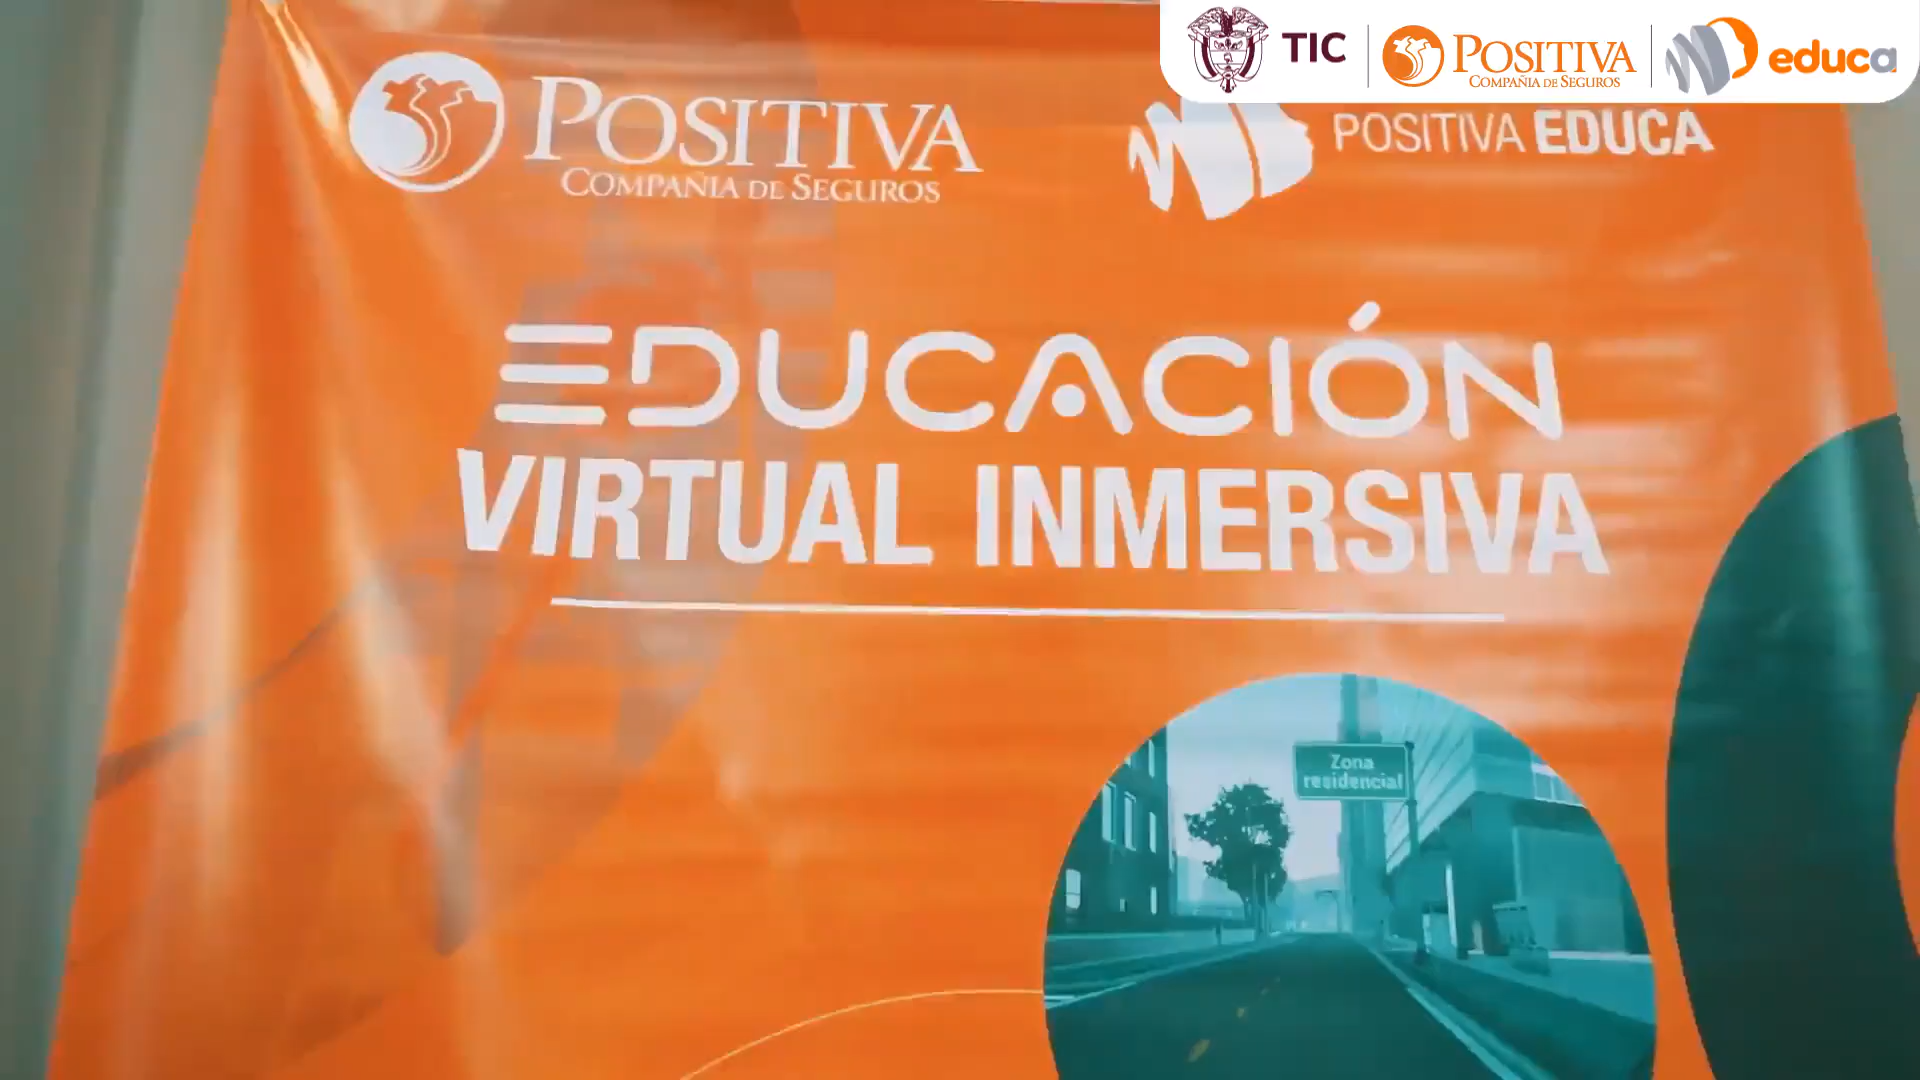 TIC
POSITIVA
COMPAÑIA DE SEGUROS
educa
POSITIVA
COMPAÑIA DE SEGUROS
POSITIVA EDUCA
EDUCACIÓN
VIRTUAL INMERSIVA
Zona
residencial